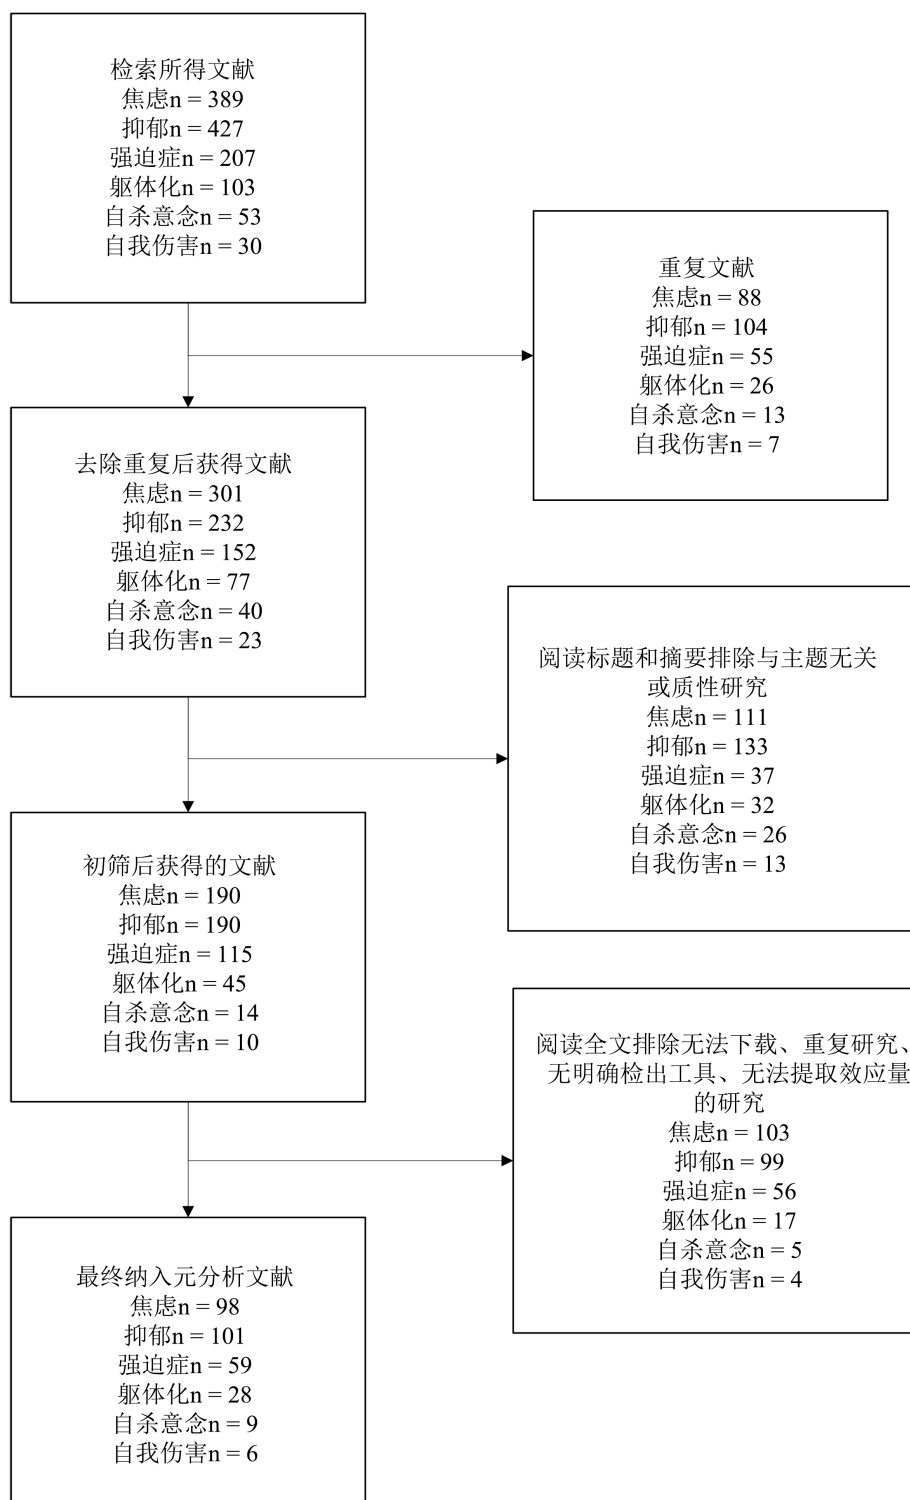 检索所得文献
焦虑n = 389
抑郁n = 427
强迫症n = 207
躯体化n = 103
自杀意念n = 53
自我伤害n = 30
重复文献
焦虑n = 88
抑郁n = 104
强迫症n = 55
躯体化n = 26
自杀意念n = 13
自我伤害n = 7
去除重复后获得文献
焦虑n = 301
抑郁n = 232
强迫症n = 152
躯体化n = 77
自杀意念n = 40
自我伤害n = 23
阅读标题和摘要排除与主题无关
或质性研究
焦虑n = 111
抑郁n = 133
强迫症n = 37
躯体化n = 32
自杀意念n = 26
自我伤害n = 13
初筛后获得的文献
焦虑n = 190
抑郁n = 190
强迫症n = 115
躯体化n = 45
自杀意念n = 14
自我伤害n = 10
阅读全文排除无法下载、重复研究、
无明确检出工具、无法提取效应量
的研究
焦虑n = 103
抑郁n = 99
强迫症n = 56
躯体化n = 17
自杀意念n = 5
自我伤害n = 4
最终纳入元分析文献
焦虑n = 98
抑郁n = 101
强迫症n = 59
躯体化n = 28
自杀意念n = 9
自我伤害n = 6